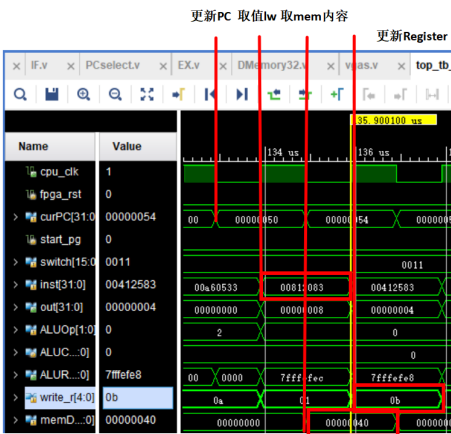 更新PC 取值lw 取mem内容
更新Register
IF.v × PCselect.v × EX.v × DMemory32.v × vgas.v × top_tb_
35.900100 us
Name Value
134 us 136 us
cpu_clk 1
fpga_rst 0
curPC[31:0 00000054 00 00000050 00000054 000000
start_pg 0
switch[15:0 0011 0011
inst[31:0] 00412583 00a60533 00812083 00412583
out[31:0] 00000004 00000000 00000008 00000004
ALUOp[1:0] 0 2 0
ALUC...:0] 0 0
ALUR...:0] 7fffefe8 00 0000 7fffefec 7fffefe8
write_r[4:0] 0b 0a 01 0b
memD...:0] 00000040 00000000 00000040 000000